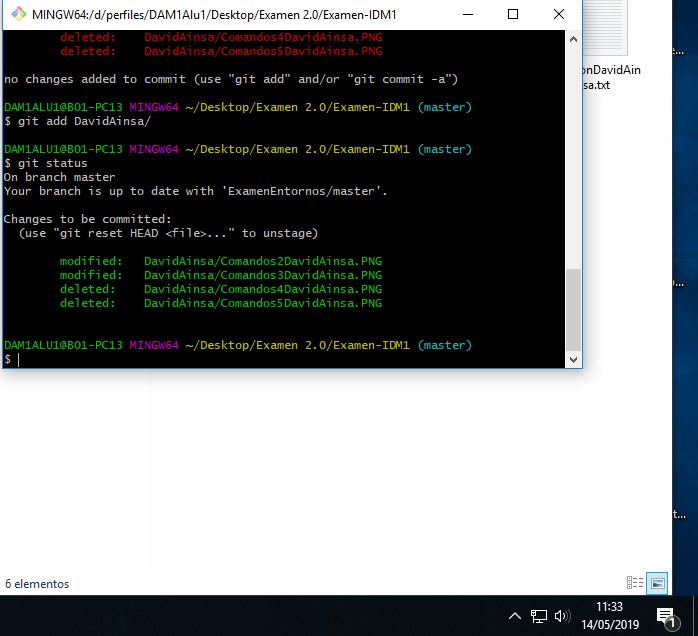 MINGW64:/d/perfiles/DAM1Alu1/Desktop/Examen 2.0/Examen-IDM1
deleted: DavidAinsa/Comandos4DavidAinsa.PNG
deleted: DavidAinsa/Comandos5DavidAinsa.PNG
no changes added to commit (use "git add" and/or "git commit -a")
DAM1ALU1@BO1-PC13 MINGW64 ~/Desktop/Examen 2.0/Examen-IDM1 (master)
$ git add DavidAinsa/
DAM1ALU1@BO1-PC13 MINGW64 ~/Desktop/Examen 2.0/Examen-IDM1 (master)
$ git status
On branch master
Your branch is up to date with 'ExamenEntornos/master'.
Changes to be committed:
(use "git reset HEAD <file>..." to unstage)
modified: DavidAinsa/Comandos2DavidAinsa.PNG
modified: DavidAinsa/Comandos3DavidAinsa.PNG
deleted: DavidAinsa/Comandos4DavidAinsa.PNG
deleted: DavidAinsa/Comandos5DavidAinsa.PNG
DAM1ALU1@BO1-PC13 MINGW64 ~/Desktop/Examen 2.0/Examen-IDM1 (master)
$
onDavidAin
sa.txt
e...
o...
t...
6 elementos
11:33
14/05/2019
1